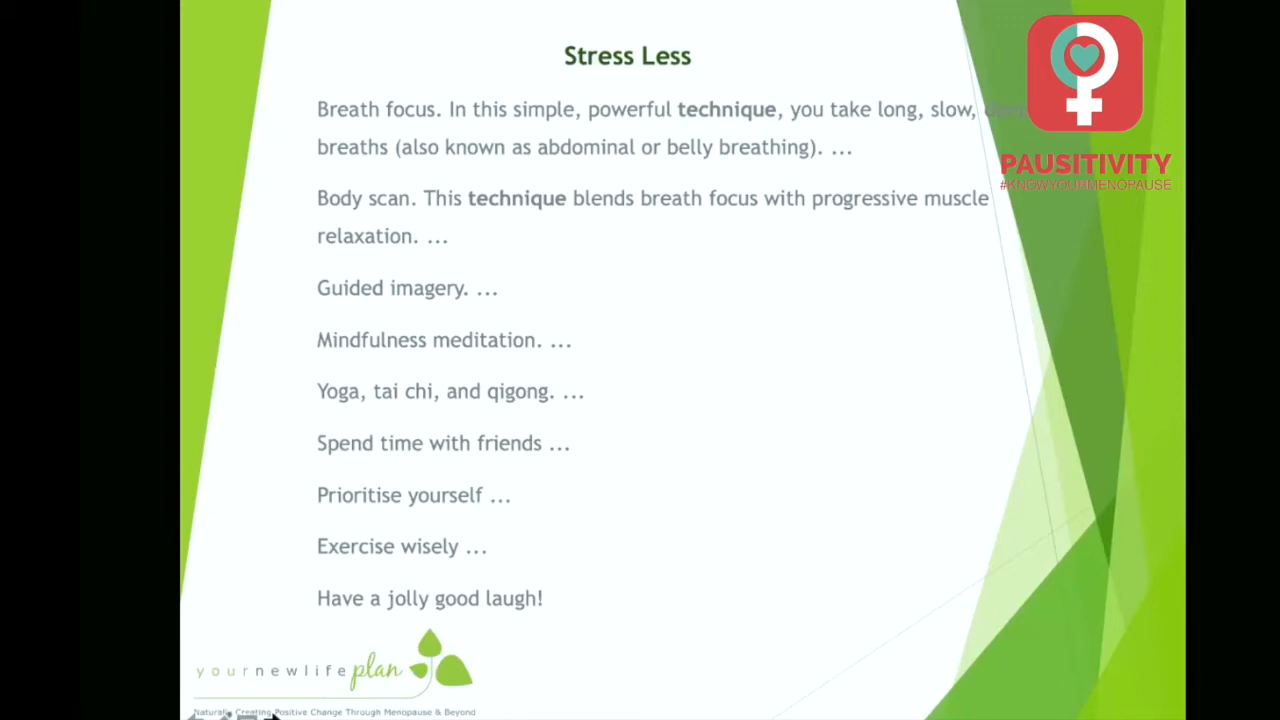 Stress Less
Breath focus. In this simple, powerful technique, you take long, slow, deep
breaths (also known as abdominal or belly breathing). ...
Body scan. This technique blends breath focus with progressive muscle
relaxation. ...
Guided imagery. ...
Mindfulness meditation. ...
Yoga, tai chi, and qigong. ...
Spend time with friends ...
Prioritise yourself ...
Exercise wisely ...
Have a jolly good laugh!
PAUSITIVITY
#KNOWYOURMENOPAUSE
yournewlifeplan
Naturally Creating Positive Change Through Menopause & Beyond